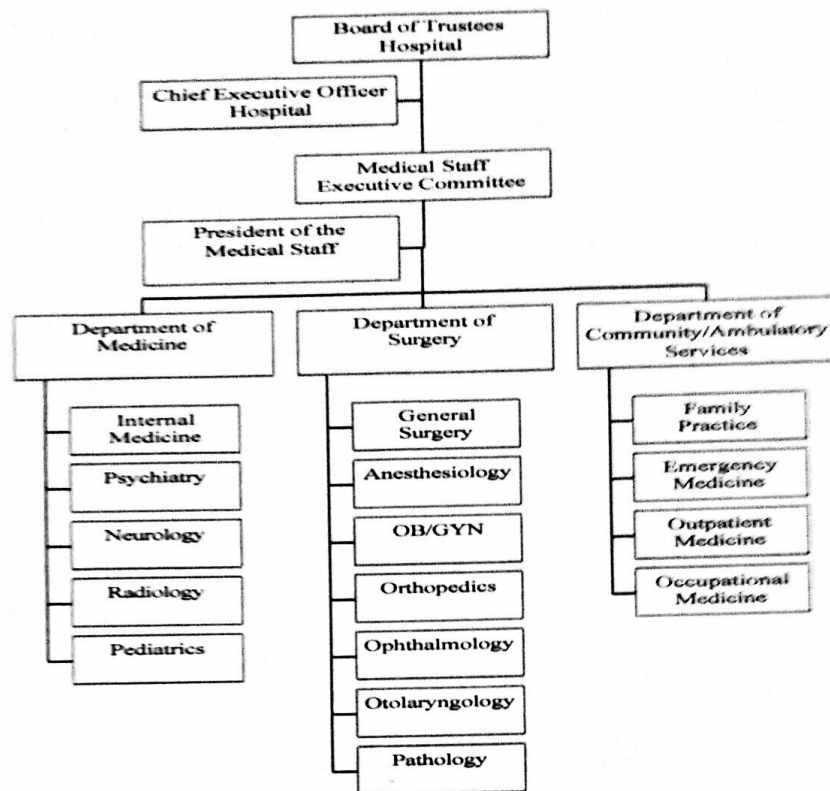 Board of Trustees
Hospital
Chief Executive Officer
Hospital
Medical Staff
Executive Committee
President of the
Medical Staff
Department of
Medicine
Internal
Medicine
Psychiatry
Neurology
Radiology
Pediatrics
Department of
Surgery
General
Surgery
Anesthesiology
OB/GYN
Orthopedics
Ophthalmology
Otolaryngology
Pathology
Department of
Community/Ambulatory
Services
Family
Practice
Emergency
Medicine
Outpatient
Medicine
Occupational
Medicine